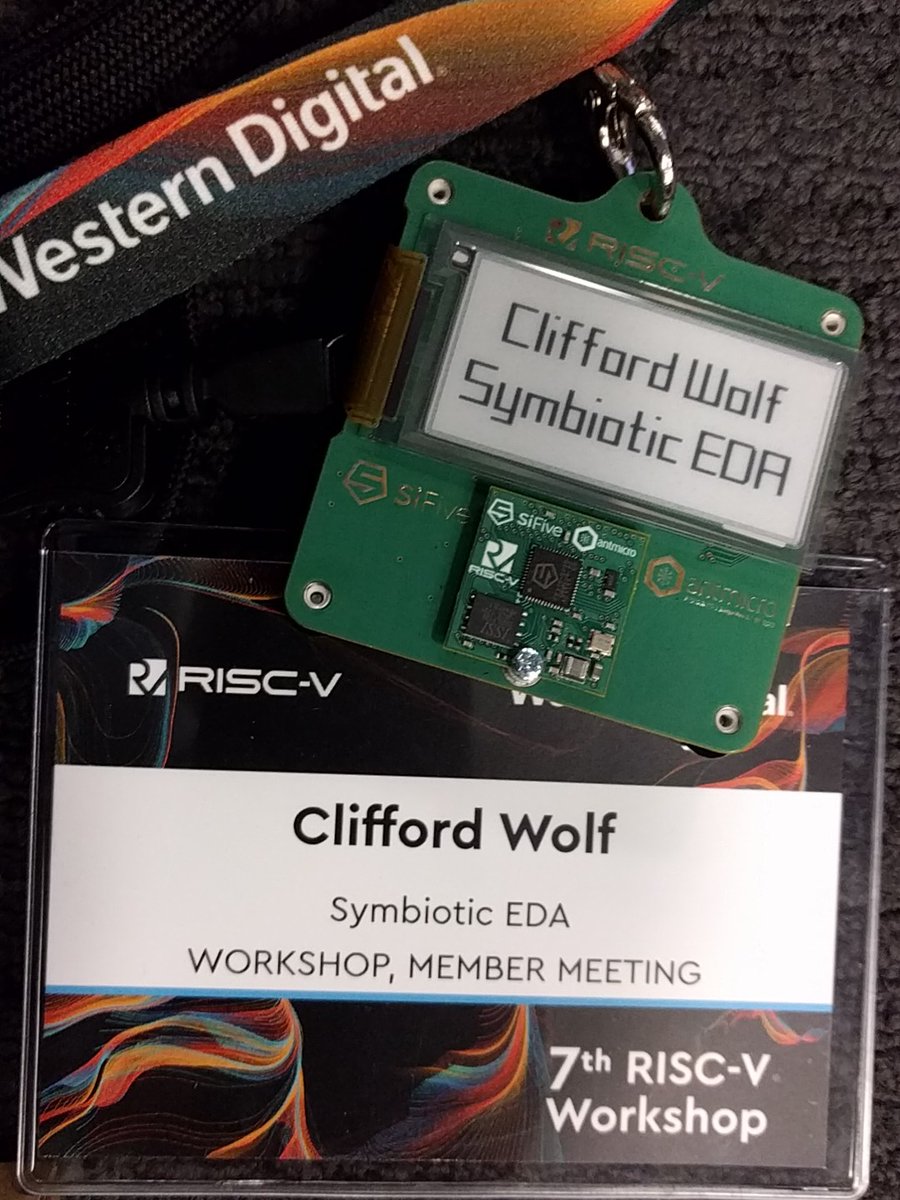 Western Digital
RISC-V
Clifford Wolf
Symbiotic EDA
SiFive
SiFive
antmicro
RISC-V
antmicro
RISC-V
Clifford Wolf
Symbiotic EDA
WORKSHOP, MEMBER MEETING
7th RISC-V
Workshop